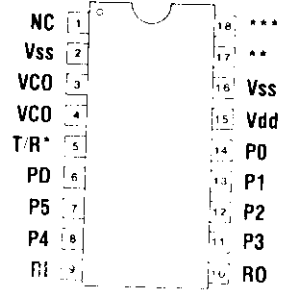 NC 1 18 ***
Vss 2 17 **
VCO 3 16 Vss
VCO 4 15 Vdd
T/R* 5 14 P0
PD 6 13 P1
P5 7 12 P2
P4 8 11 P3
RI 9 10 RO